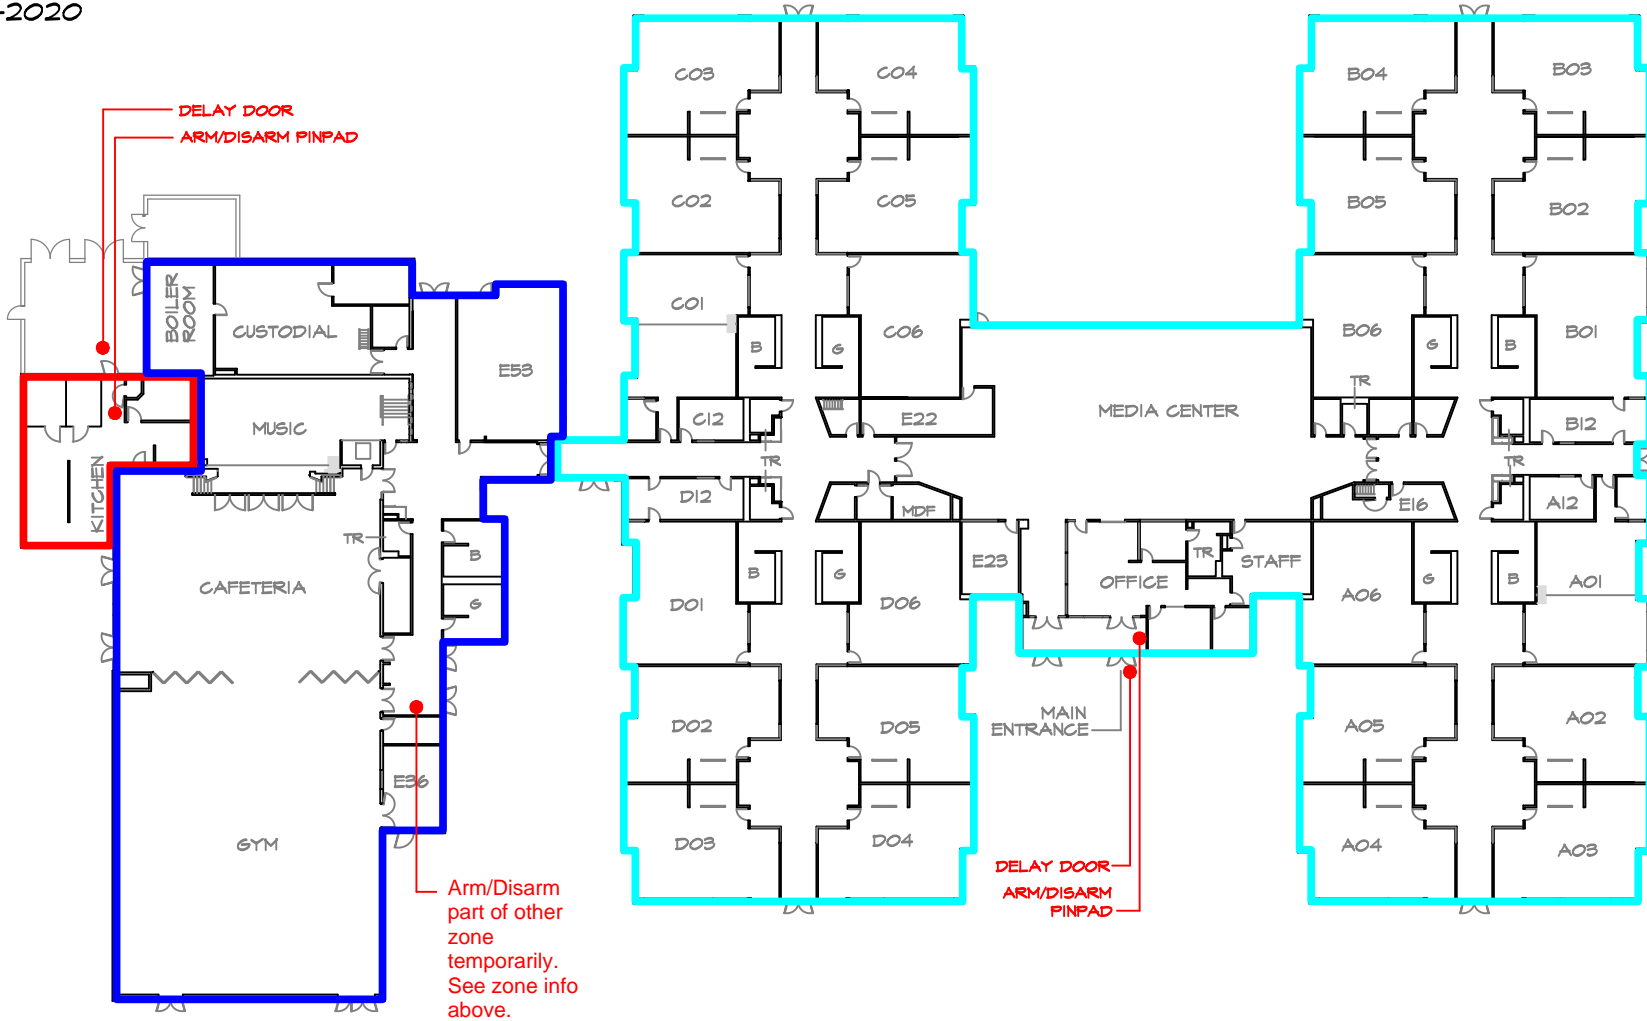 -2020
C03
C04
B04
B03
DELAY DOOR
ARM/DISARM PINPAD
C02
C05
B05
B02
BOILER
ROOM
CUSTODIAL
C01
C06
B06
B01
B
G
G
B
E53
TR
MUSIC
C12
E22
MEDIA CENTER
B12
KITCHEN
TR
TR
D12
MDF
E16
A12
TR
B
E23
OFFICE
TR
STAFF
CAFETERIA
G
B
G
D01
D06
A06
G
B
A01
D02
D05
MAIN
ENTRANCE
A05
A02
E36
GYM
D03
D04
A04
A03
DELAY DOOR
ARM/DISARM
PINPAD
Arm/Disarm
part of other
zone
temporarily.
See zone info
above.